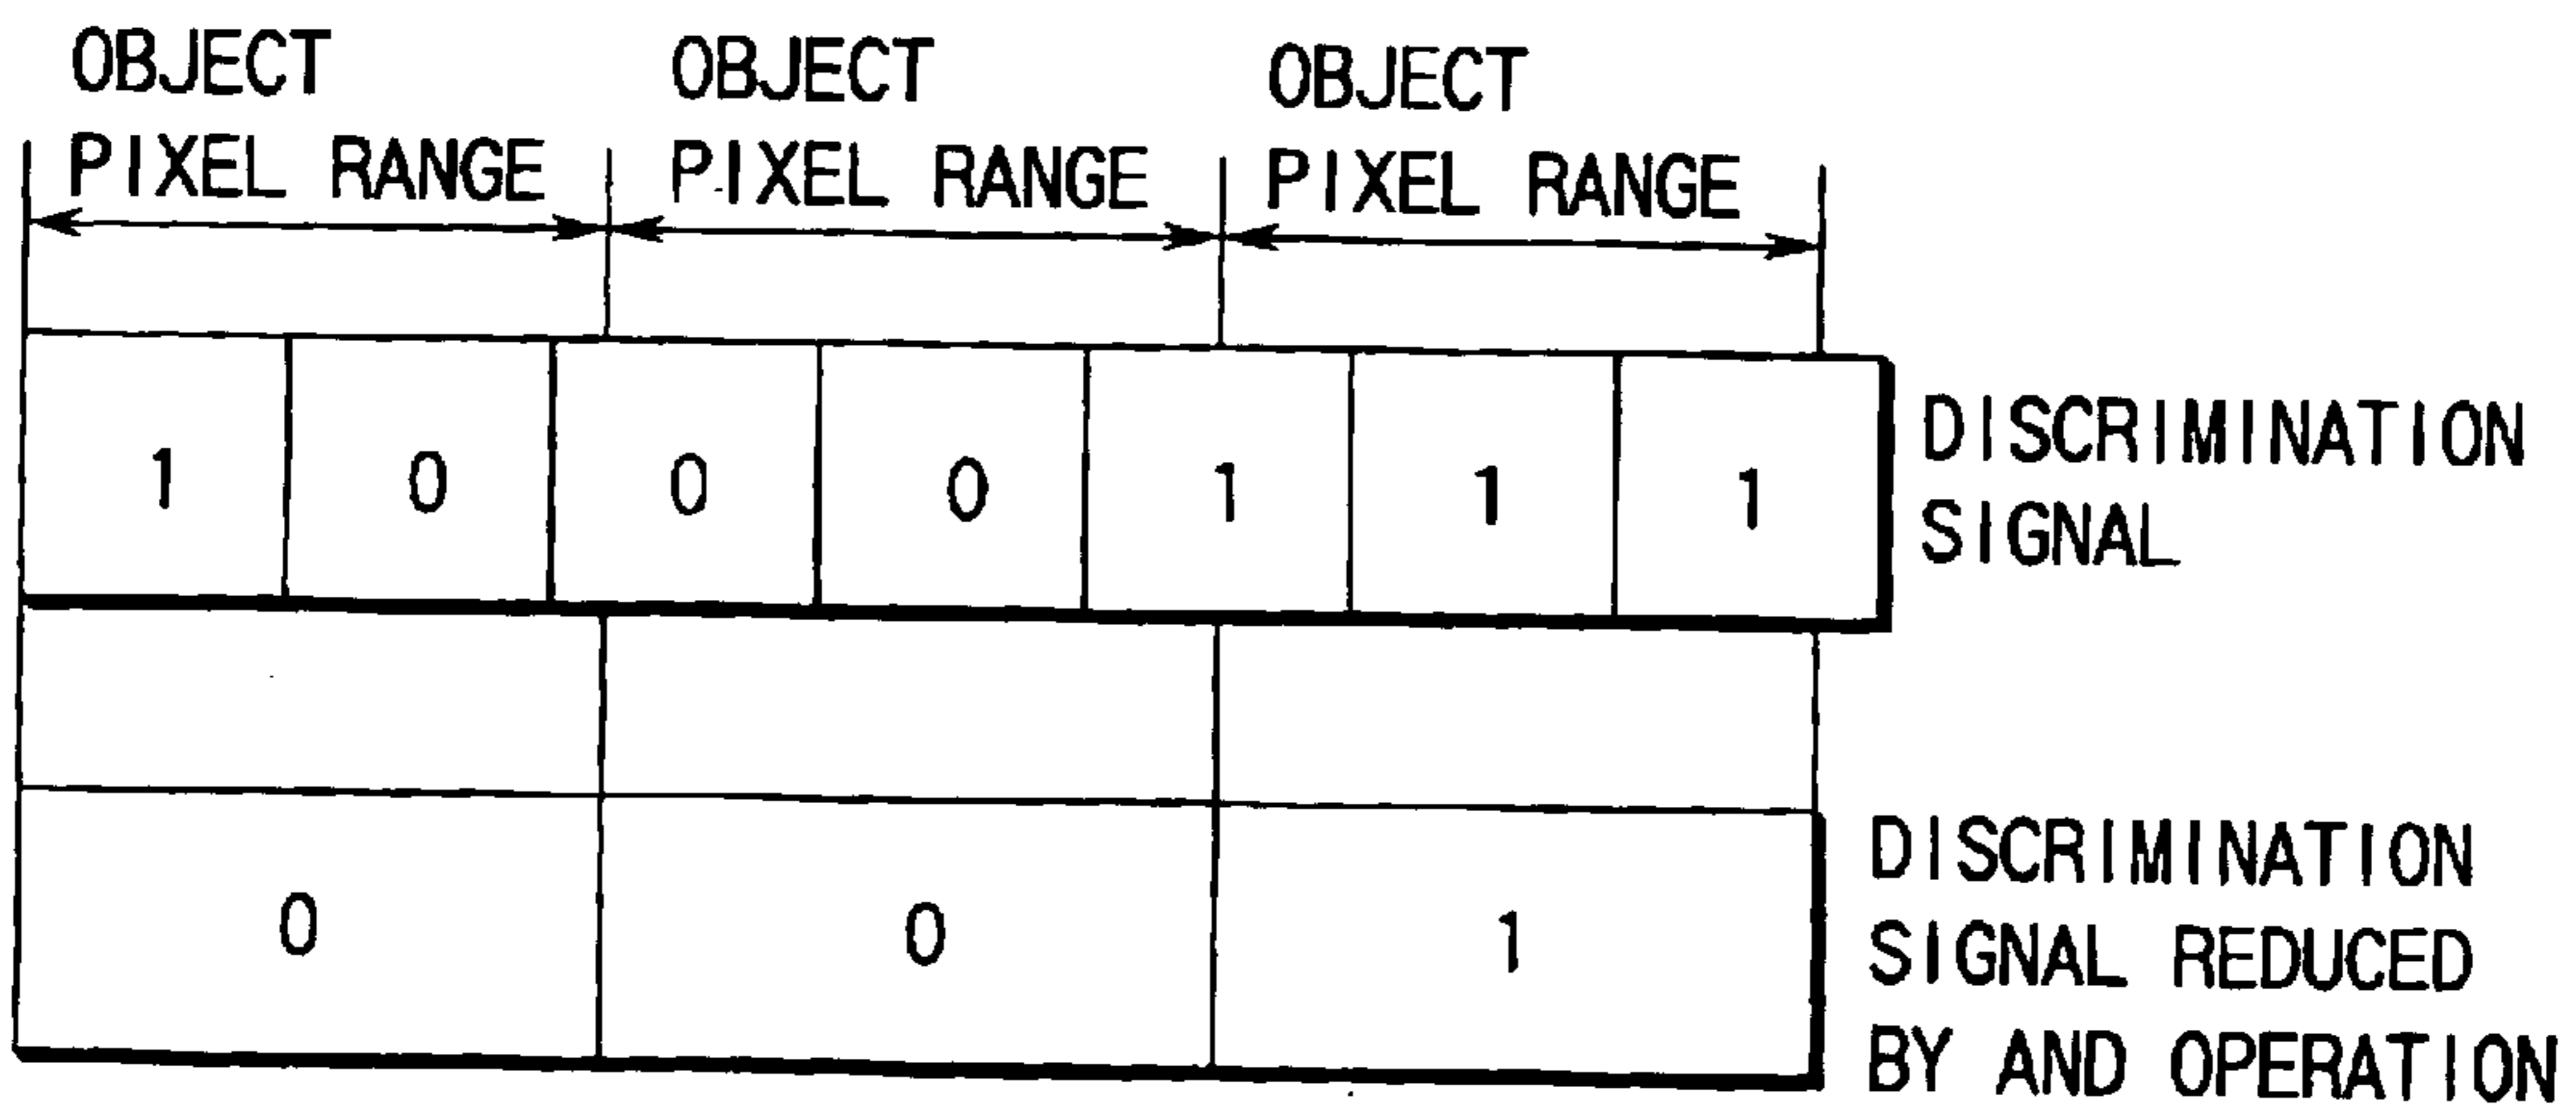 OBJECT
PIXEL RANGE
OBJECT
PIXEL RANGE
OBJECT
PIXEL RANGE
1 0 0 0 1 1 1
DISCRIMINATION
SIGNAL
0 0 1
DISCRIMINATION
SIGNAL REDUCED
BY AND OPERATION